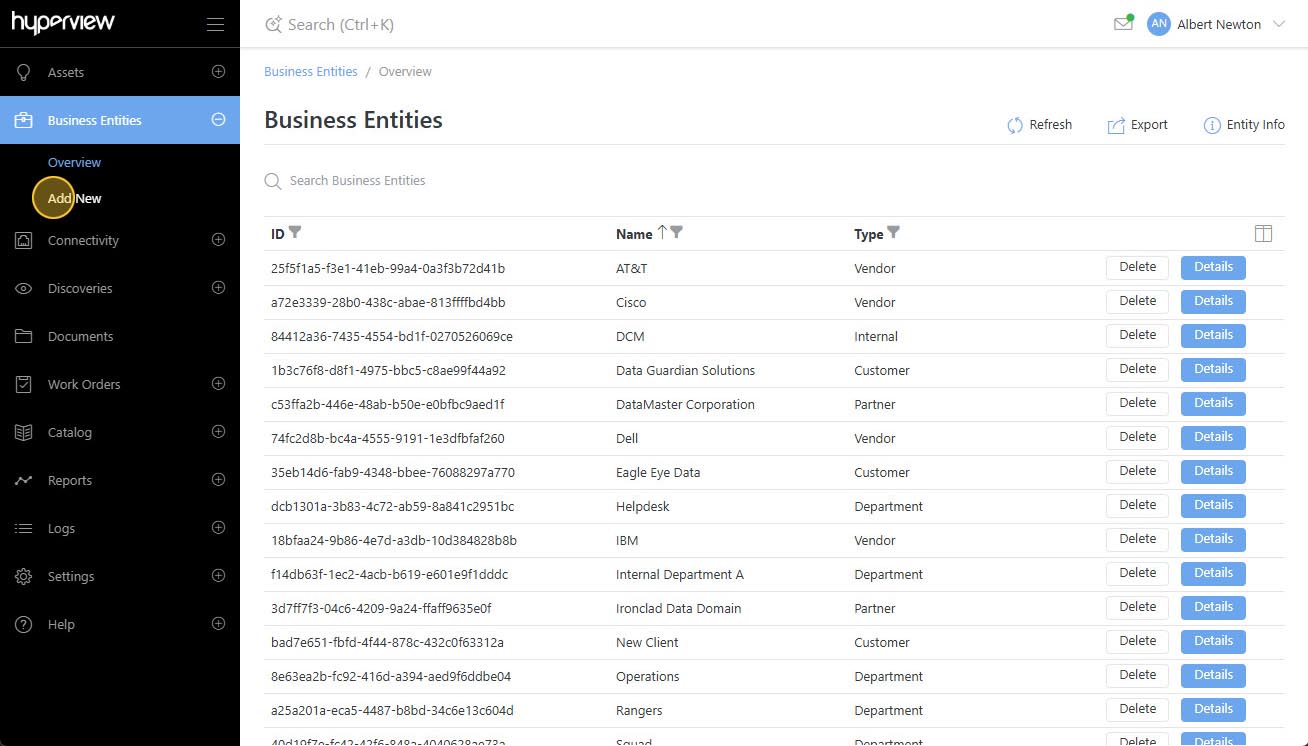 hyperview
Search (Ctrl+K)
AN Albert Newton
Assets
Business Entities
Overview
Add New
Connectivity
Discoveries
Documents
Work Orders
Catalog
Reports
Logs
Settings
Help
Business Entities / Overview
Business Entities
Refresh Export Entity Info
Search Business Entities
ID Name Type
25f5f1a5-f3e1-41eb-99a4-0a3f3b72d41b AT&T Vendor Delete Details
a72e3339-28b0-438c-abae-813ffffbd4bb Cisco Vendor Delete Details
84412a36-7435-4554-bd1f-0270526069ce DCM Internal Delete Details
1b3c76f8-d8f1-4975-bbc5-c8ae99f44a92 Data Guardian Solutions Customer Delete Details
c53ffa2b-446e-48ab-b50e-e0bfbc9aed1f DataMaster Corporation Partner Delete Details
74fc2d8b-bc4a-4555-9191-1e3dfbfaf260 Dell Vendor Delete Details
35eb14d6-fab9-4348-bbee-76088297a770 Eagle Eye Data Customer Delete Details
dcb1301a-3b83-4c72-ab59-8a841c2951bc Helpdesk Department Delete Details
18bfaa24-9b86-4e7d-a3db-10d384828b8b IBM Vendor Delete Details
f14db63f-1ec2-4acb-b619-e601e9f1dddc Internal Department A Department Delete Details
3d7ff7f3-04c6-4209-9a24-ffaff9635e0f Ironclad Data Domain Partner Delete Details
bad7e651-fbfd-4f44-878c-432c0f63312a New Client Customer Delete Details
8e63ea2b-fc92-416d-a394-aed9f6ddbe04 Operations Department Delete Details
a25a201a-eca5-4487-b8bd-34c6e13c604d Rangers Department Delete Details
40d19f7e-fc42-42f6-848a-4040628ae73a Squad Department Delete Details